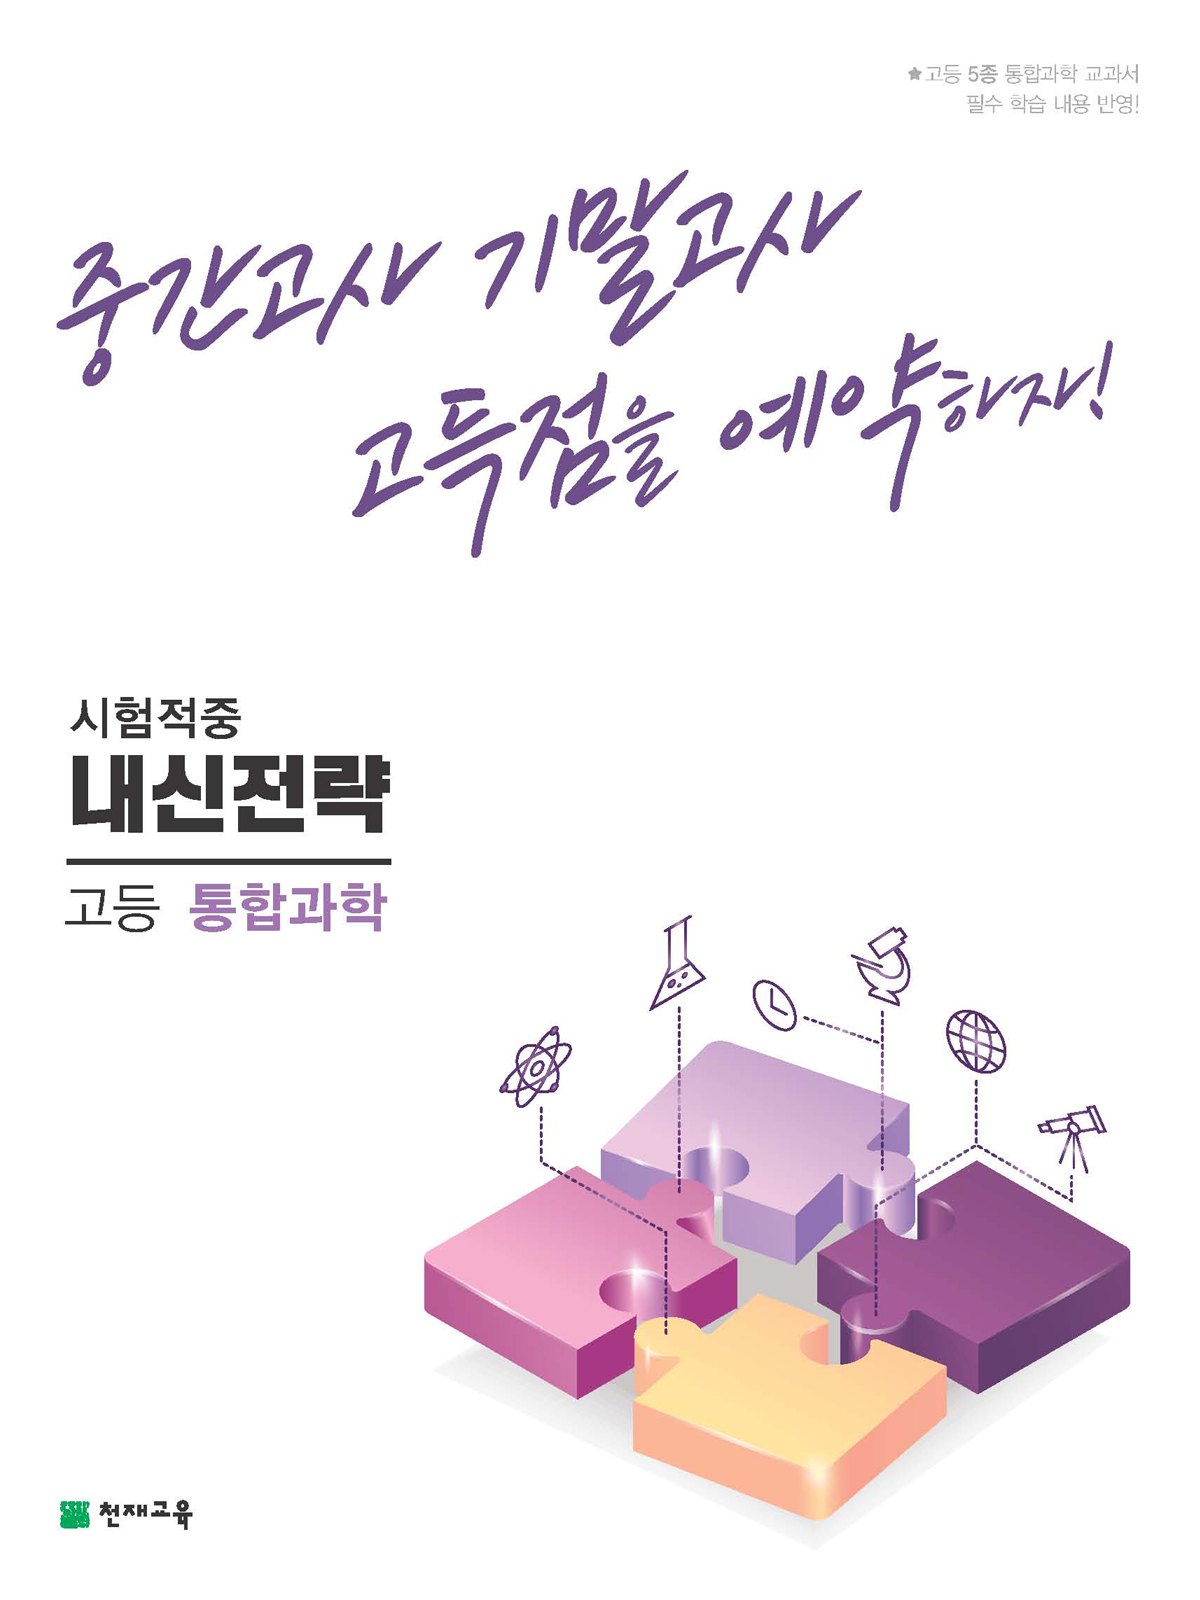 ★고등 5종 통합과학 교과서
필수 학습 내용 반영!
중간고사 기말고사
고득점을 예약하자!
시험적중
내신전략
고등 통합과학
천재교육